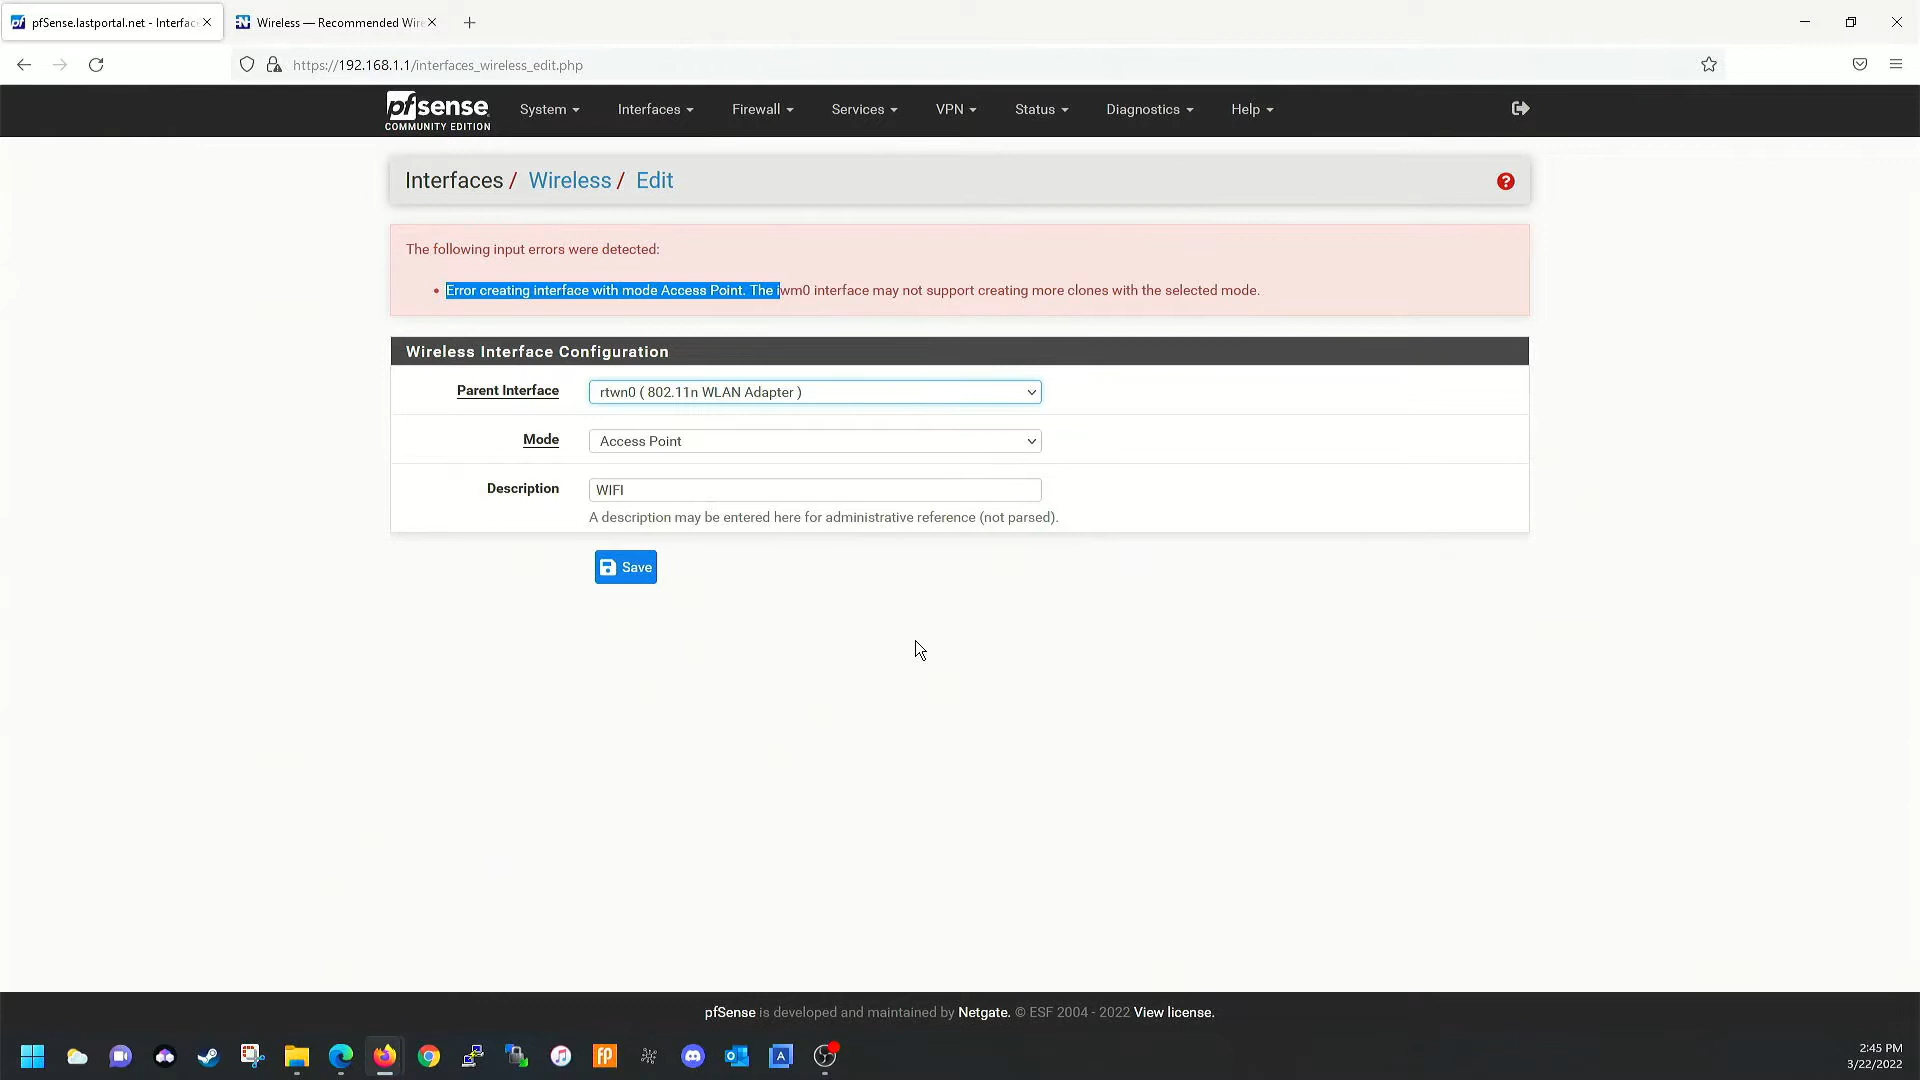 pfSense.lastportal.net - Interfac
Wireless — Recommended Wir
https://192.168.1.1/interfaces_wireless_edit.php
pfsense
COMMUNITY EDITION
System
Interfaces
Firewall
Services
VPN
Status
Diagnostics
Help
Interfaces / Wireless / Edit
The following input errors were detected:
• Error creating interface with mode Access Point. The iwm0 interface may not support creating more clones with the selected mode.
Wireless Interface Configuration
Parent Interface
rtwn0 ( 802.11n WLAN Adapter )
Mode
Access Point
Description
WIFI
A description may be entered here for administrative reference (not parsed).
Save
pfSense is developed and maintained by Netgate. © ESF 2004 - 2022 View license.
2:45 PM
3/22/2022